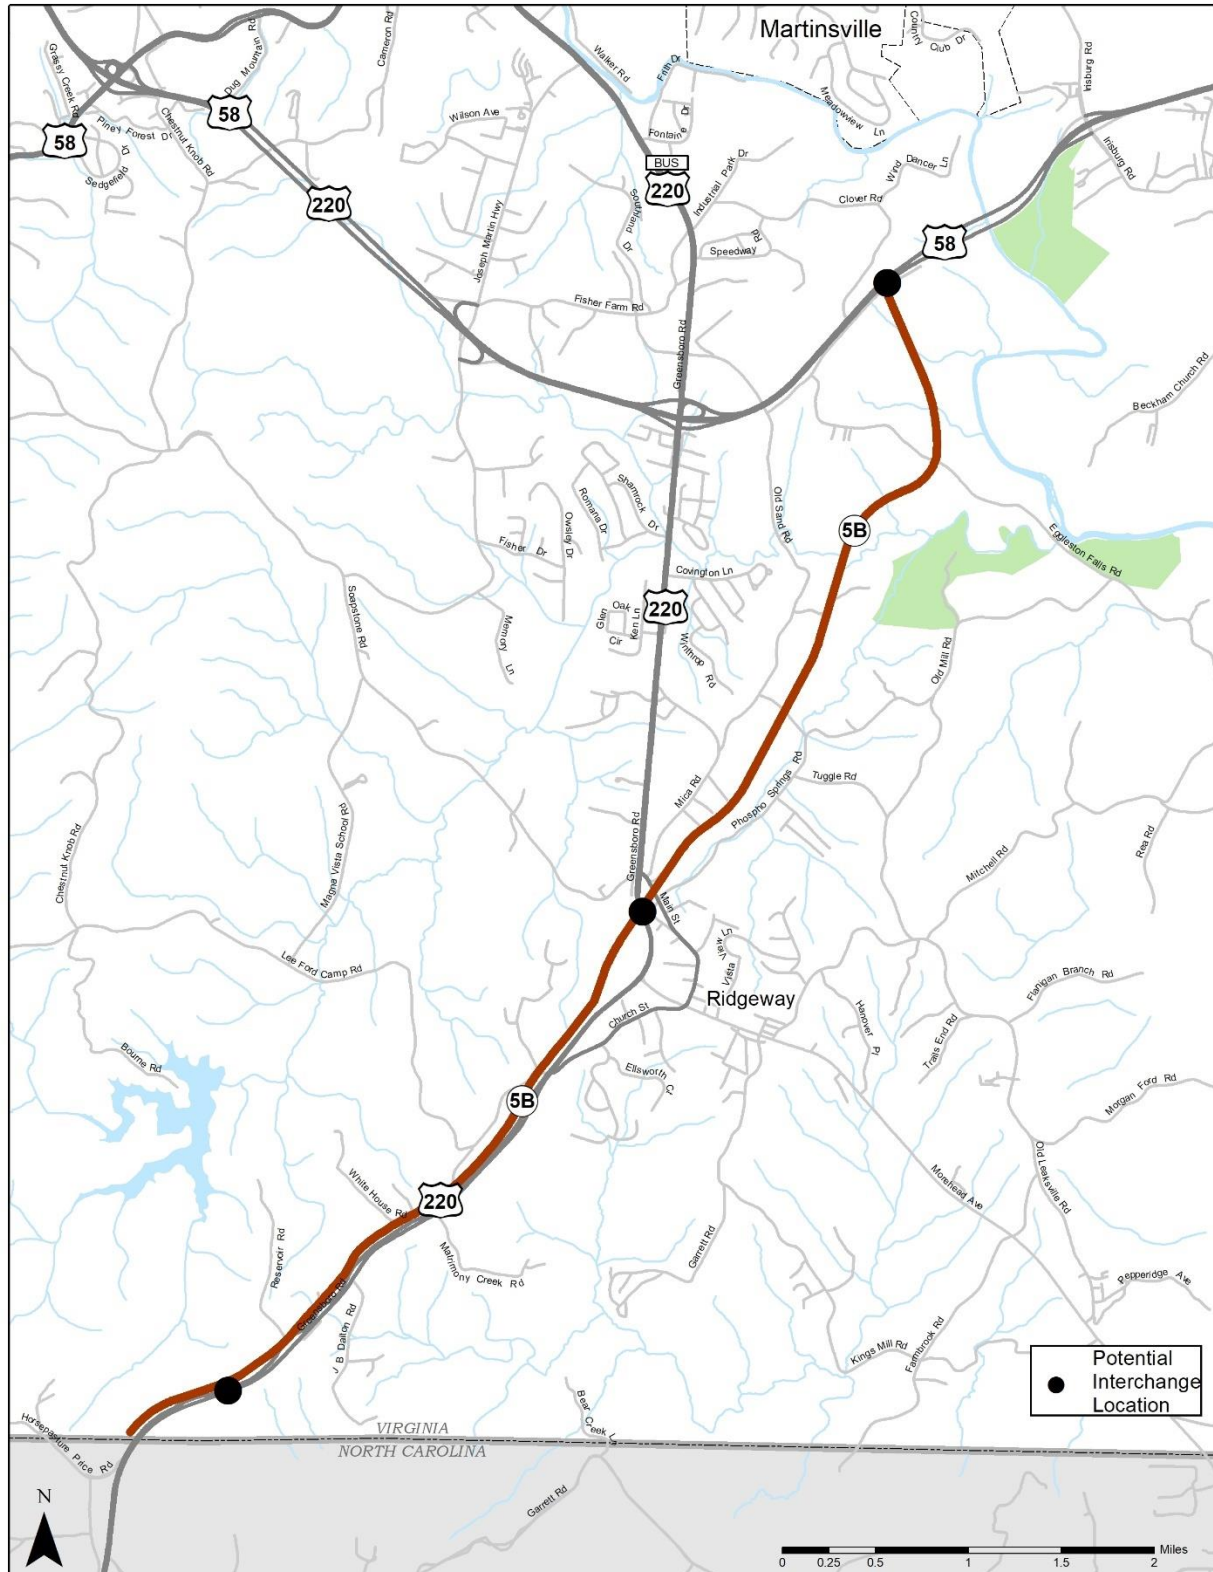 Martinsville
Country
Club Dr
Irisburg Rd
Walker Rd
Frith Dr
Cameron Rd
Dug Mountain Rd
Grassy Creek Rd
58
58
Piney Forest Dr
Chestnut Knob Rd
Sedgefield Dr
Wilson Ave
Fontaine Dr
Meadowview Ln
Irisburg Rd
BUS
220
Industrial Park Dr
Wind Dancer Ln
Clover Rd
220
Southland Dr
Joseph Martin Hwy
Speedway Rd
58
Fisher Farm Rd
Greensboro Rd
Beckham Church Rd
Shamrock Dr
Romana Dr
Owsley Dr
Old Sand Rd
5B
Fisher Dr
Eggleston Falls Rd
Covington Ln
Soapstone Rd
Glen Oak
Cir
Ken Ln
220
Memory Ln
Wynthrop Rd
Old Mill Rd
Mica Rd
Phospho Springs Rd
Tuggle Rd
Greensboro Rd
Magna Vista School Rd
Chestnut Knob Rd
Mitchell Rd
Rea Rd
Main St
Vista View St
Lee Ford Camp Rd
Ridgeway
Flanigan Branch Rd
Church St
Hanover Pl
Trails End Rd
Bourne Rd
Ellsworth Ct
5B
Morgan Ford Rd
White House Rd
220
Old Leaksville Rd
Morehead Ave
Reservoir Rd
Matrimony Creek Rd
Garrett Rd
Greensboro Rd
J B Dalton Rd
Pepperidge Ave
Kings Mill Rd
Farmbrook Rd
Potential
Interchange
Location
Horsepasture Price Rd
Bear Creek Ln
VIRGINIA
NORTH CAROLINA
Garrett Rd
N
Miles
0 0.25 0.5 1 1.5 2